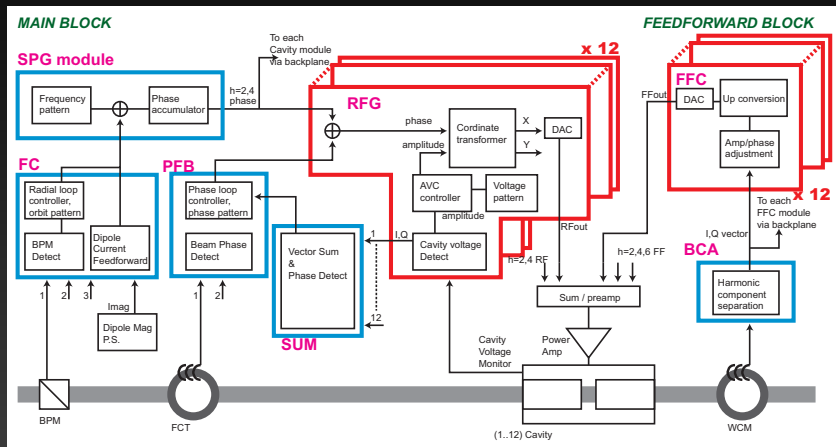 MAIN BLOCK
FEEDFORWARD BLOCK
SPG module
To each
Cavity module
via backplane
x 12
Frequency
pattern
Phase
accumulator
h=2,4
phase
RFG
FFC
FFout
DAC
Up conversion
phase
amplitude
Cordinate
transformer
X
Y
DAC
Amp/phase
adjustment
FC
PFB
Radial loop
controller,
orbit pattern
Phase loop
controller,
phase pattern
AVC
controller
Voltage
pattern
amplitude
x 12
To each
FFC module
via backplane
BPM
Detect
Dipole
Current
Feedforward
Beam Phase
Detect
Vector Sum
&
Phase Detect
1
I,Q
Cavity voltage
Detect
RFout
I,Q vector
BCA
h=2,4 RF
h=2,4,6 FF
Harmonic
component
separation
1
2
3
1
2
Imag
Dipole Mag
P.S.
12
SUM
Sum / preamp
Cavity
Voltage
Monitor
Power
Amp
BPM
FCT
(1..12) Cavity
WCM